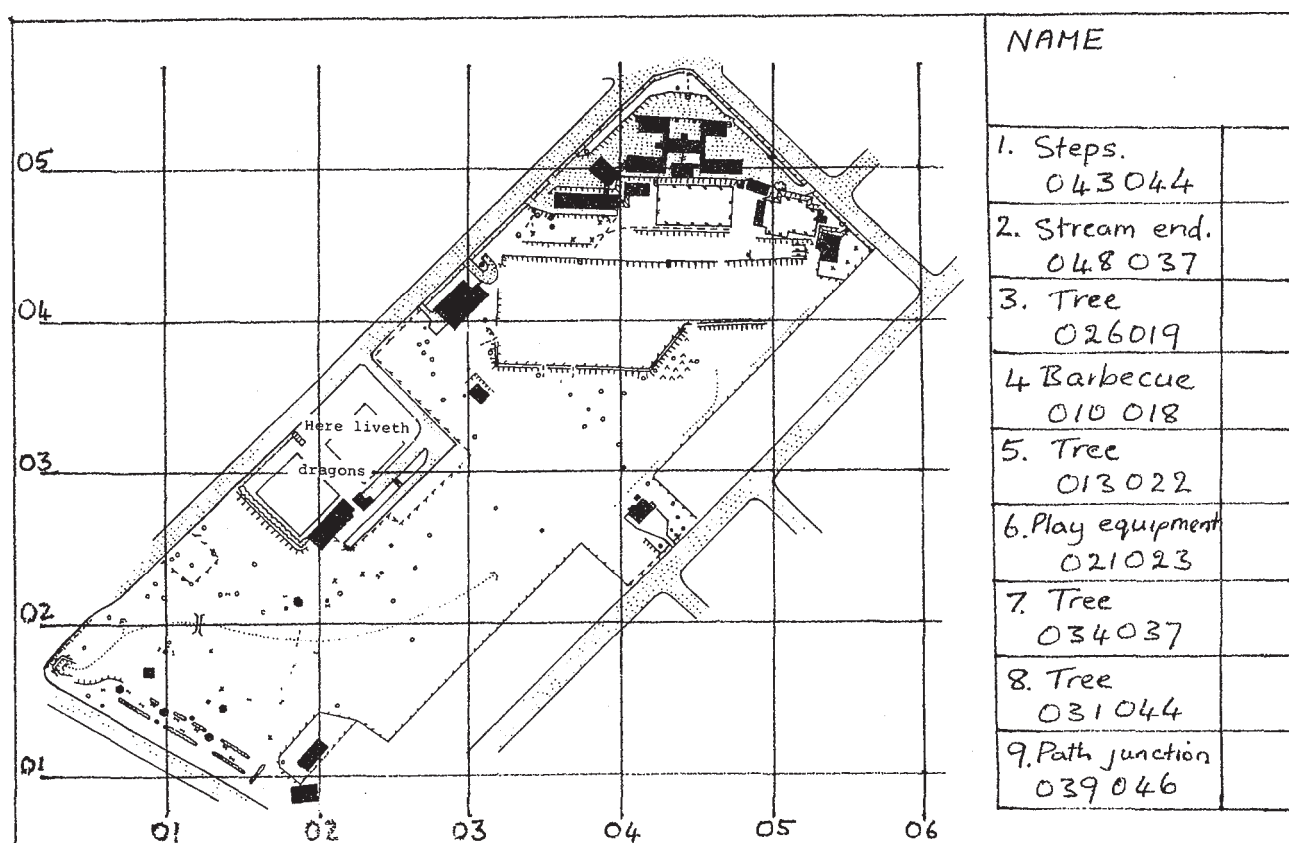 NAME
1. Steps.
043044
2. Stream end.
048037
3. Tree
026019
4 Barbecue
010 018
5. Tree
013022
6. Play equipment
021023
7. Tree
034037
8. Tree
031044
9. Path junction
039 046
05
04
03
02
01
Here liveth
dragons
01 02 03 04 05 06